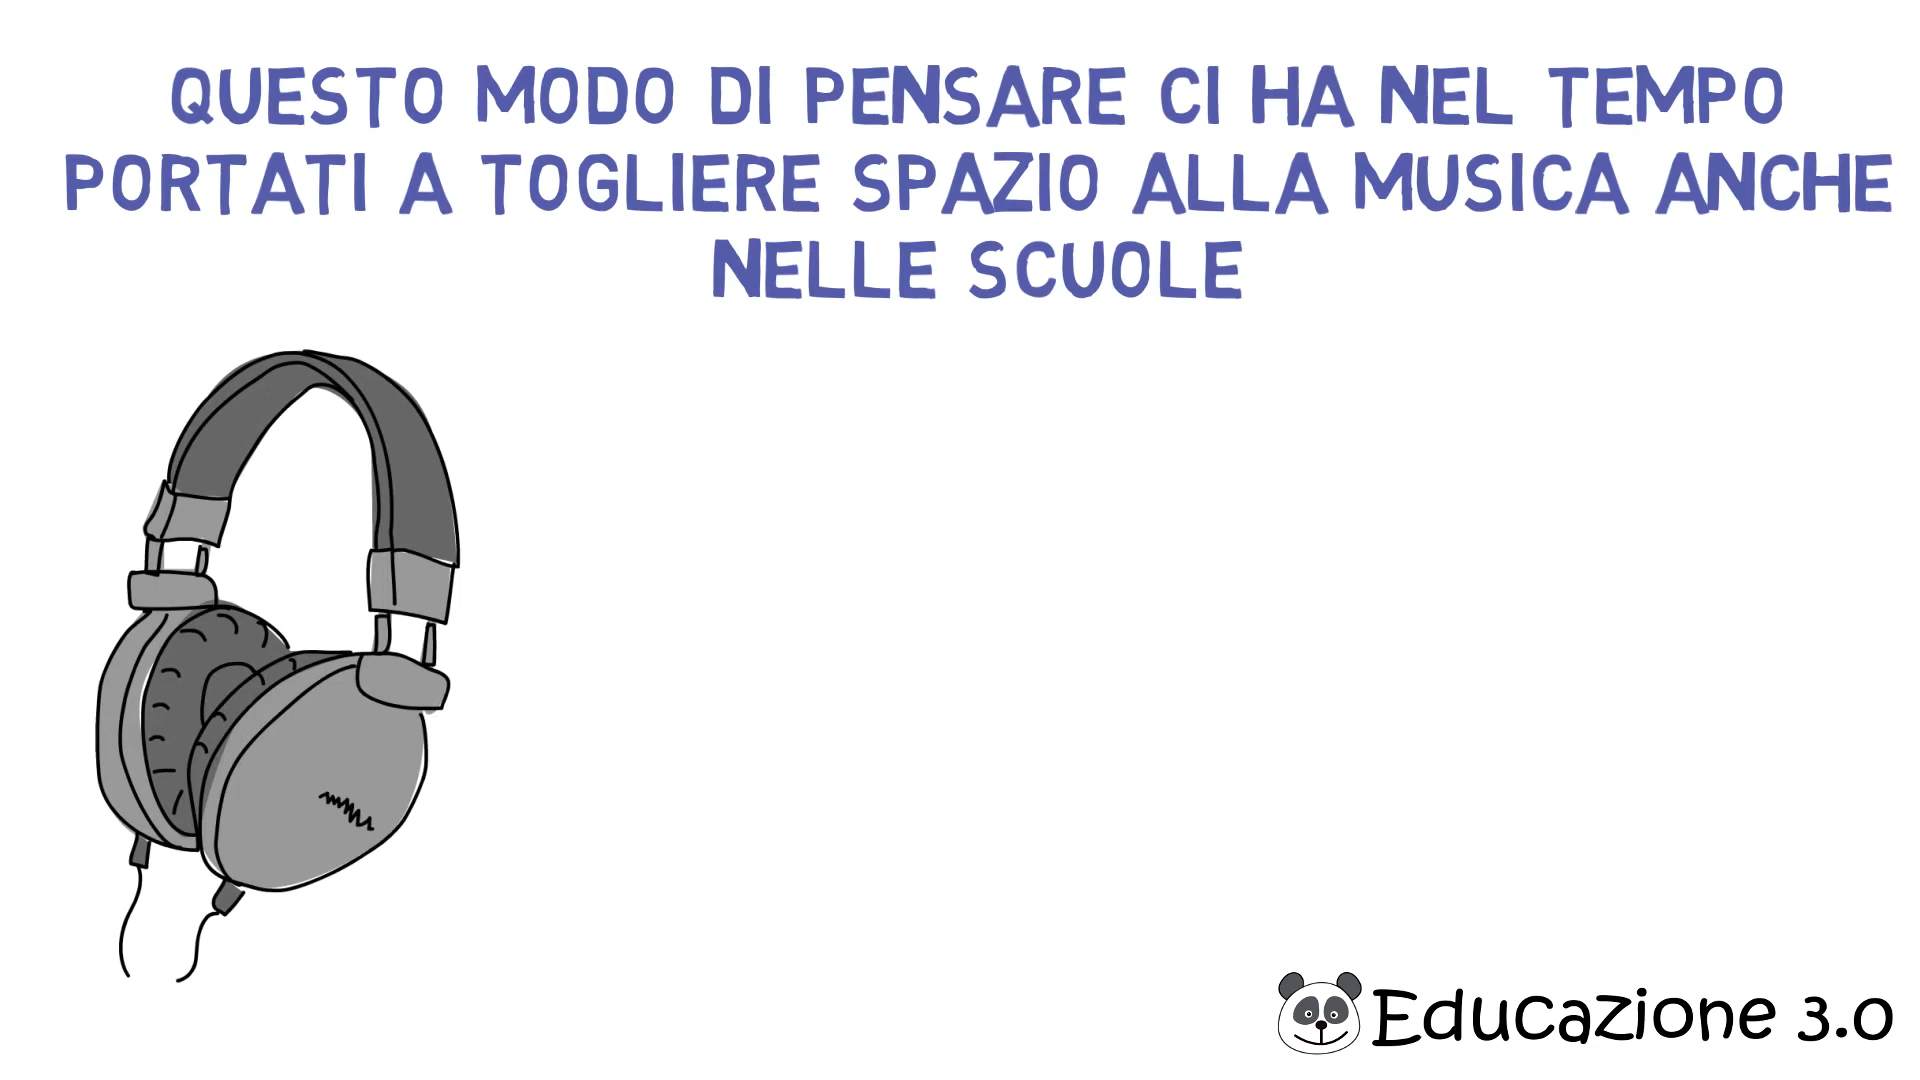 QUESTO MODO DI PENSARE CI HA NEL TEMPO
PORTATI A TOGLIERE SPAZIO ALLA MUSICA ANCHE
NELLE SCUOLE
Educazione 3.0